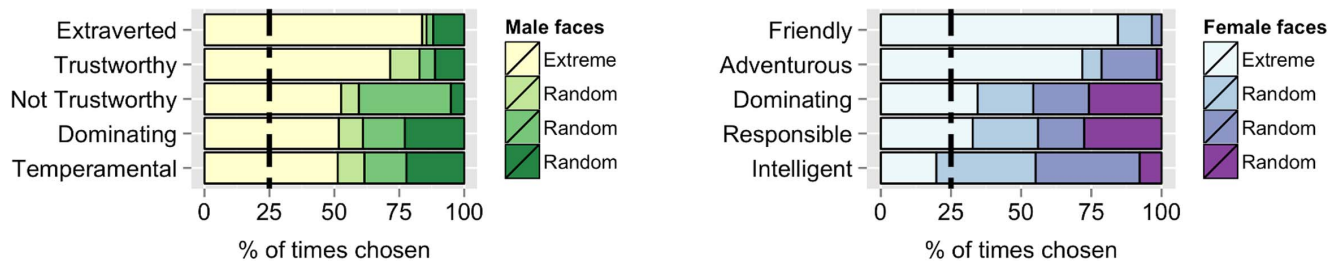 Extraverted
Trustworthy
Not Trustworthy
Dominating
Temperamental
0 25 50 75 100
% of times chosen
Male faces
Extreme
Random
Random
Random
Friendly
Adventurous
Dominating
Responsible
Intelligent
0 25 50 75 100
% of times chosen
Female faces
Extreme
Random
Random
Random